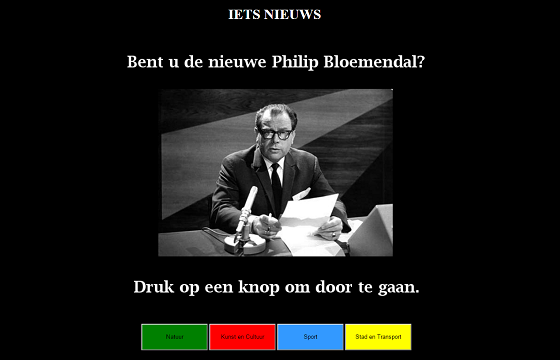 IETS NIEUWS
Bent u de nieuwe Philip Bloemendal?
Druk op een knop om door te gaan.
Natuur
Kunst en Cultuur
Sport
Stad en Transport